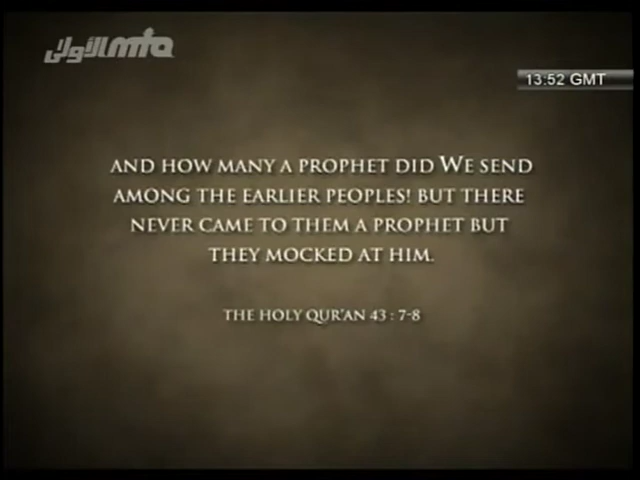 mta الأولى
13:52 GMT
AND HOW MANY A PROPHET DID WE SEND
AMONG THE EARLIER PEOPLES! BUT THERE
NEVER CAME TO THEM A PROPHET BUT
THEY MOCKED AT HIM.
THE HOLY QUR'AN 43 : 7-8